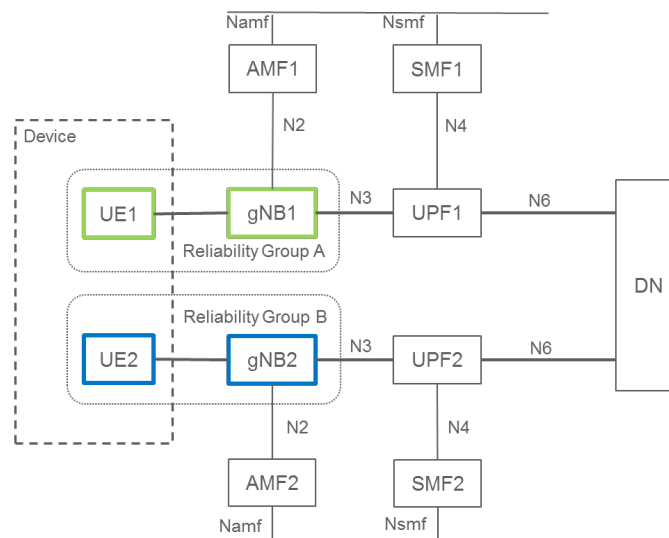 Namf
Nsmf
AMF1
SMF1
N2
N4
Device
UE1
gNB1
N3
UPF1
N6
Reliability Group A
DN
Reliability Group B
UE2
gNB2
N3
UPF2
N6
N2
N4
AMF2
SMF2
Namf
Nsmf